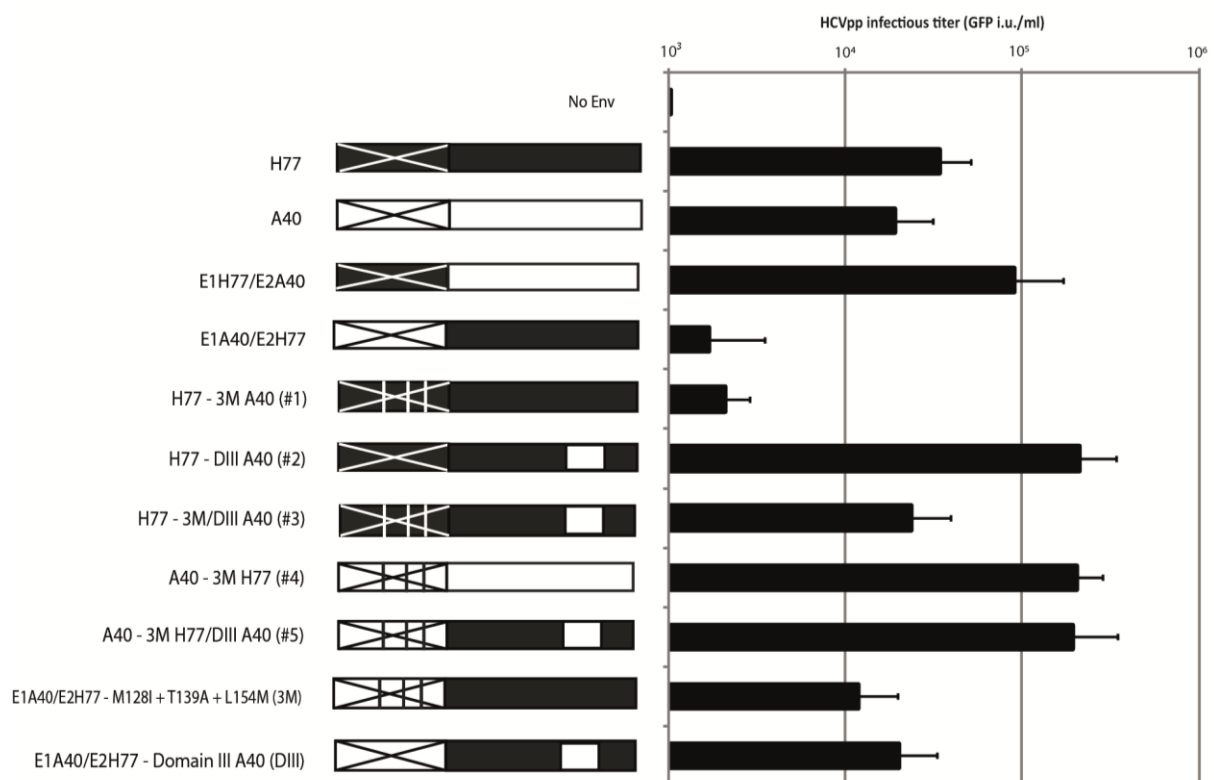 HCVpp infectious titer (GFP i.u./ml)
10³ 10⁴ 10⁵ 10⁶
No Env
H77
A40
E1H77/E2A40
E1A40/E2H77
H77 - 3M A40 (#1)
H77 - DIII A40 (#2)
H77 - 3M/DIII A40 (#3)
A40 - 3M H77 (#4)
A40 - 3M H77/DIII A40 (#5)
E1A40/E2H77 - M128I + T139A + L154M (3M)
E1A40/E2H77 - Domain III A40 (DIII)